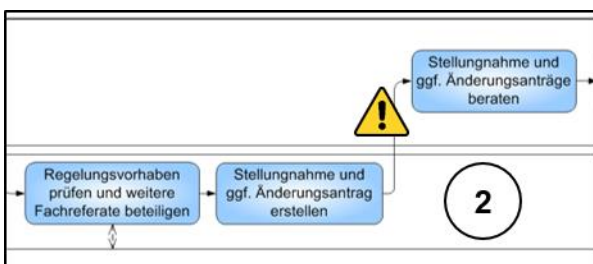 Stellungnahme und
ggf. Änderungsanträge
beraten
Regelungsvorhaben
prüfen und weitere
Fachreferate beteiligen
Stellungnahme und
ggf. Änderungsantrag
erstellen
2